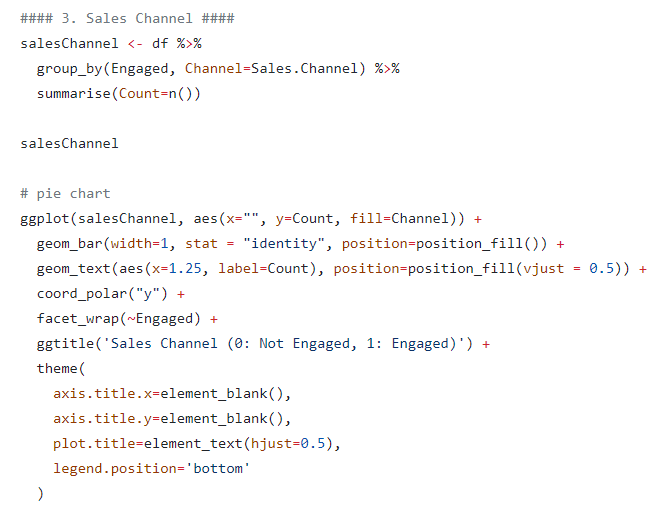 #### 3. Sales Channel ####
salesChannel <- df %>%
  group_by(Engaged, Channel=Sales.Channel) %>%
  summarise(Count=n())

salesChannel

# pie chart
ggplot(salesChannel, aes(x="", y=Count, fill=Channel)) +
  geom_bar(width=1, stat = "identity", position=position_fill()) +
  geom_text(aes(x=1.25, label=Count), position=position_fill(vjust = 0.5)) +
  coord_polar("y") +
  facet_wrap(~Engaged) +
  ggtitle('Sales Channel (0: Not Engaged, 1: Engaged)') +
  theme(
    axis.title.x=element_blank(),
    axis.title.y=element_blank(),
    plot.title=element_text(hjust=0.5),
    legend.position='bottom'
  )